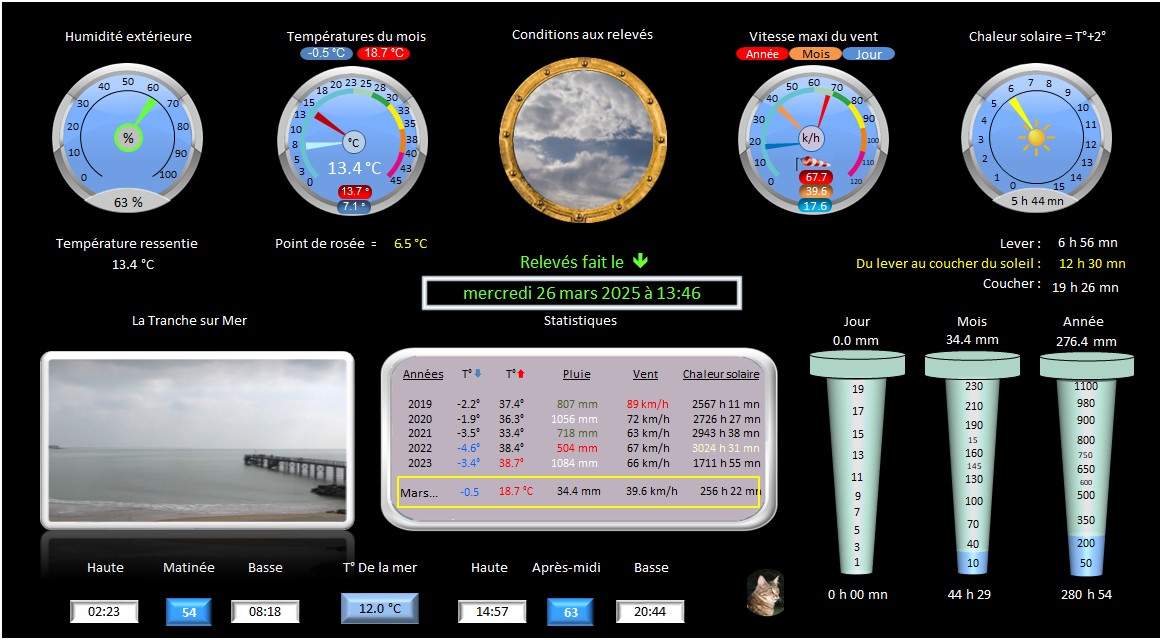 Humidité extérieure
Températures du mois
-0.5 °C 18.7 °C
Conditions aux relevés
Vitesse maxi du vent
Année Mois Jour
Chaleur solaire = T°+2°
0 10 20 30 40 50 60 70 80 90 100
%
63 %
0 3 5 8 10 13 15 18 20 23 25 28 30 33 35 38 40 43 45
°C
13.4 °C
13.7 °
7.1 °
0 10 20 30 40 50 60 70 80 90 100 110 120
k/h
67.7
39.6
17.6
0 1 2 3 4 5 6 7 8 9 10 11 12 13 14 15
5 h 44 mn
Température ressentie
13.4 °C
Point de rosée = 6.5 °C
Relevés fait le
mercredi 26 mars 2025 à 13:46
Lever : 6 h 56 mn
Du lever au coucher du soleil : 12 h 30 mn
Coucher : 19 h 26 mn
La Tranche sur Mer
Statistiques
Années T° T° Pluie Vent Chaleur solaire
2019 -2.2° 37.4° 807 mm 89 km/h 2567 h 11 mn
2020 -1.9° 36.3° 1056 mm 72 km/h 2726 h 27 mn
2021 -3.5° 33.4° 718 mm 63 km/h 2943 h 38 mn
2022 -4.6° 38.4° 504 mm 67 km/h 3024 h 31 mn
2023 -3.4° 38.7° 1084 mm 66 km/h 1711 h 55 mn
Mars... -0.5 18.7 °C 34.4 mm 39.6 km/h 256 h 22 mn
Jour
0.0 mm
19
17
15
13
11
9
7
5
3
1
0 h 00 mn
Mois
34.4 mm
230
210
190
15
160
145
130
100
70
40
10
44 h 29
Année
276.4 mm
1100
980
900
800
750
650
600
500
350
200
50
280 h 54
Haute Matinée Basse
02:23 54 08:18
T° De la mer
12.0 °C
Haute Après-midi Basse
14:57 63 20:44